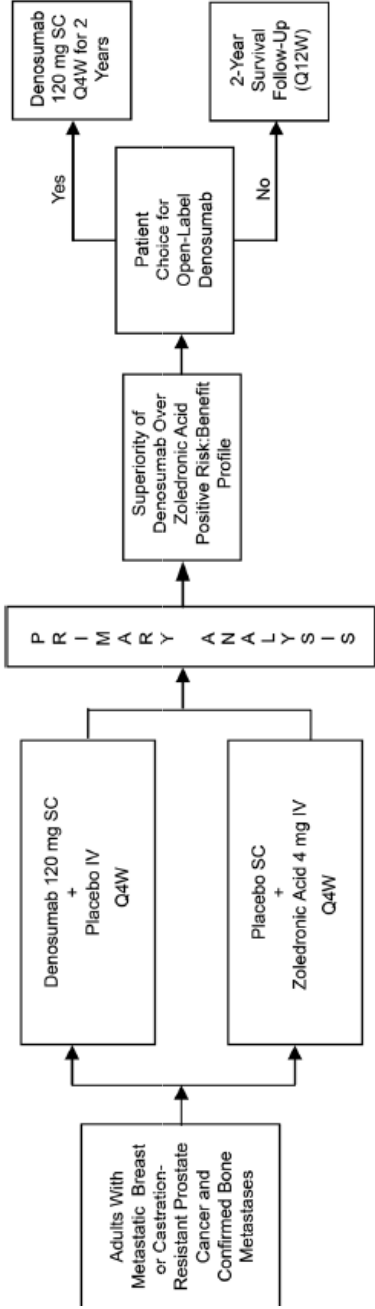 Adults With
Metastatic Breast
or Castration-
Resistant Prostate
Cancer and
Confirmed Bone
Metastases
Denosumab 120 mg SC
+
Placebo IV
Q4W
Placebo SC
+
Zoledronic Acid 4 mg IV
Q4W
P
R
I
M
A
R
Y
A
N
A
L
Y
S
I
S
Superiority of
Denosumab Over
Zoledronic Acid
Positive Risk:Benefit
Profile
Patient
Choice for
Open-Label
Denosumab
Yes
No
Denosumab
120 mg SC
Q4W for 2
Years
2-Year
Survival
Follow-Up
(Q12W)